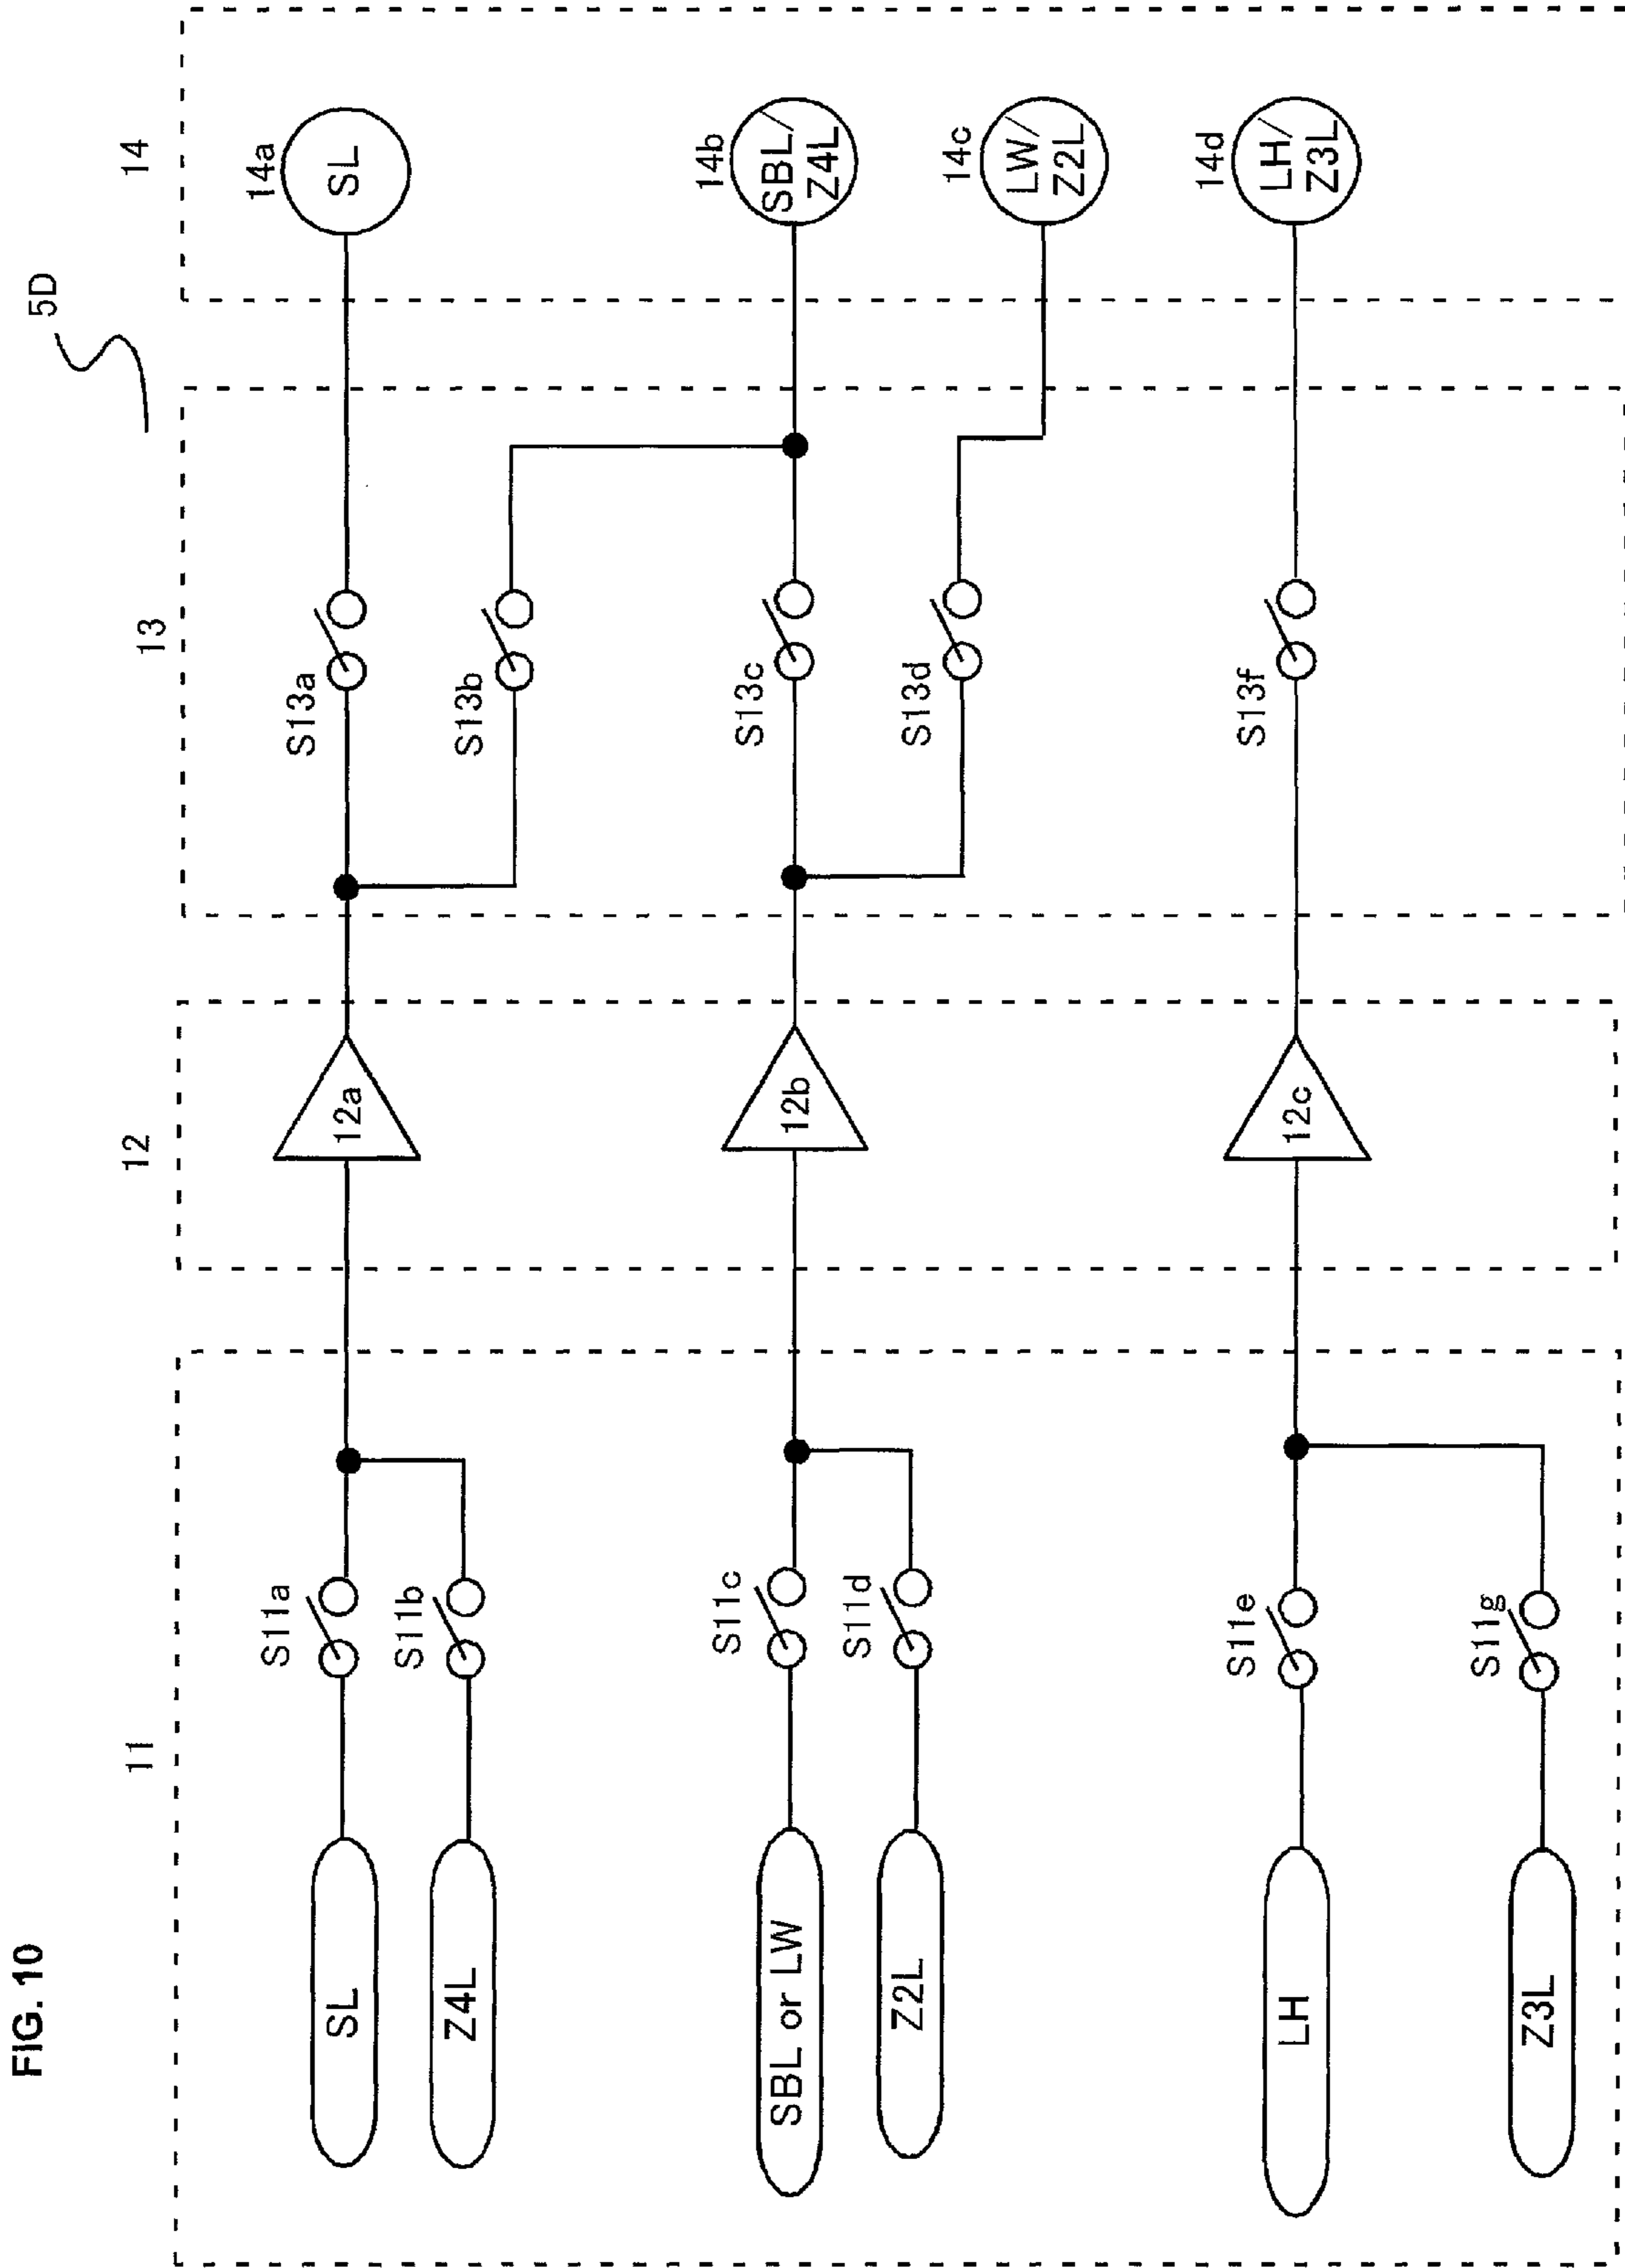 FIG. 10
5D
11
12
13
14
SL
S11a
12a
S13a
14a
SL
Z4L
S11b
S13b
SBL or LW
S11c
12b
S13c
14b
SBL/
Z4L
Z2L
S11d
S13d
14c
LW/
Z2L
LH
S11e
12c
S13f
14d
LH/
Z3L
Z3L
S11g